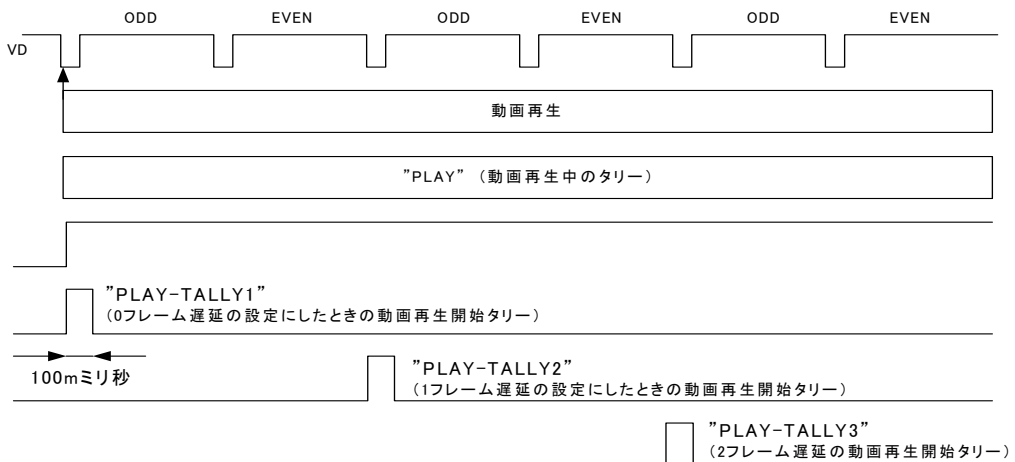 ODD EVEN ODD EVEN ODD EVEN
VD
動画再生
”PLAY” (動画再生中のタリー)
”PLAY-TALLY1”
(0フレーム遅延の設定にしたときの動画再生開始タリー)
100mミリ秒
”PLAY-TALLY2”
(1フレーム遅延の設定にしたときの動画再生開始タリー)
”PLAY-TALLY3”
(2フレーム遅延の動画再生開始タリー)